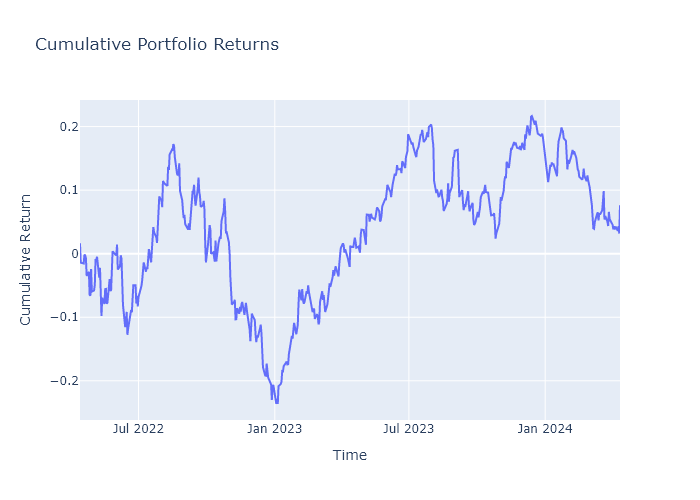 Cumulative Portfolio Returns
Cumulative Return
0.2
0.1
0
−0.1
−0.2
Jul 2022
Jan 2023
Jul 2023
Jan 2024
Time